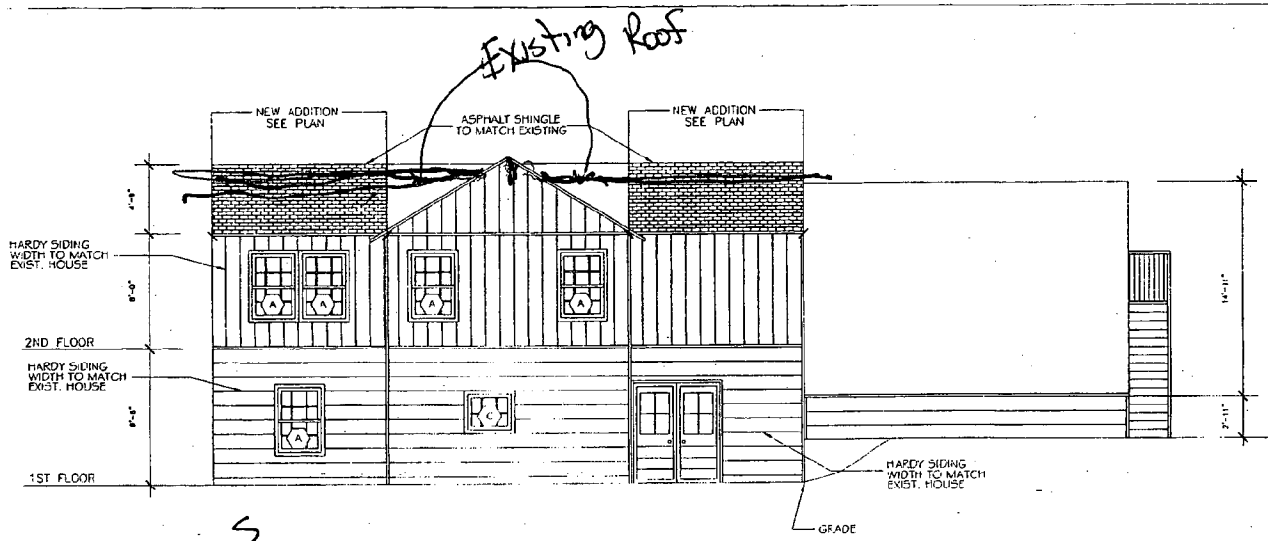 Existing Roof
NEW ADDITION
SEE PLAN
ASPHALT SHINGLE
TO MATCH EXISTING
NEW ADDITION
SEE PLAN
HARDY SIDING
WIDTH TO MATCH
EXIST. HOUSE
A
A
A
A
2ND FLOOR
HARDY SIDING
WIDTH TO MATCH
EXIST. HOUSE
A
C
1ST FLOOR
HARDY SIDING
WIDTH TO MATCH
EXIST. HOUSE
GRADE
8'-0"
14'-11"